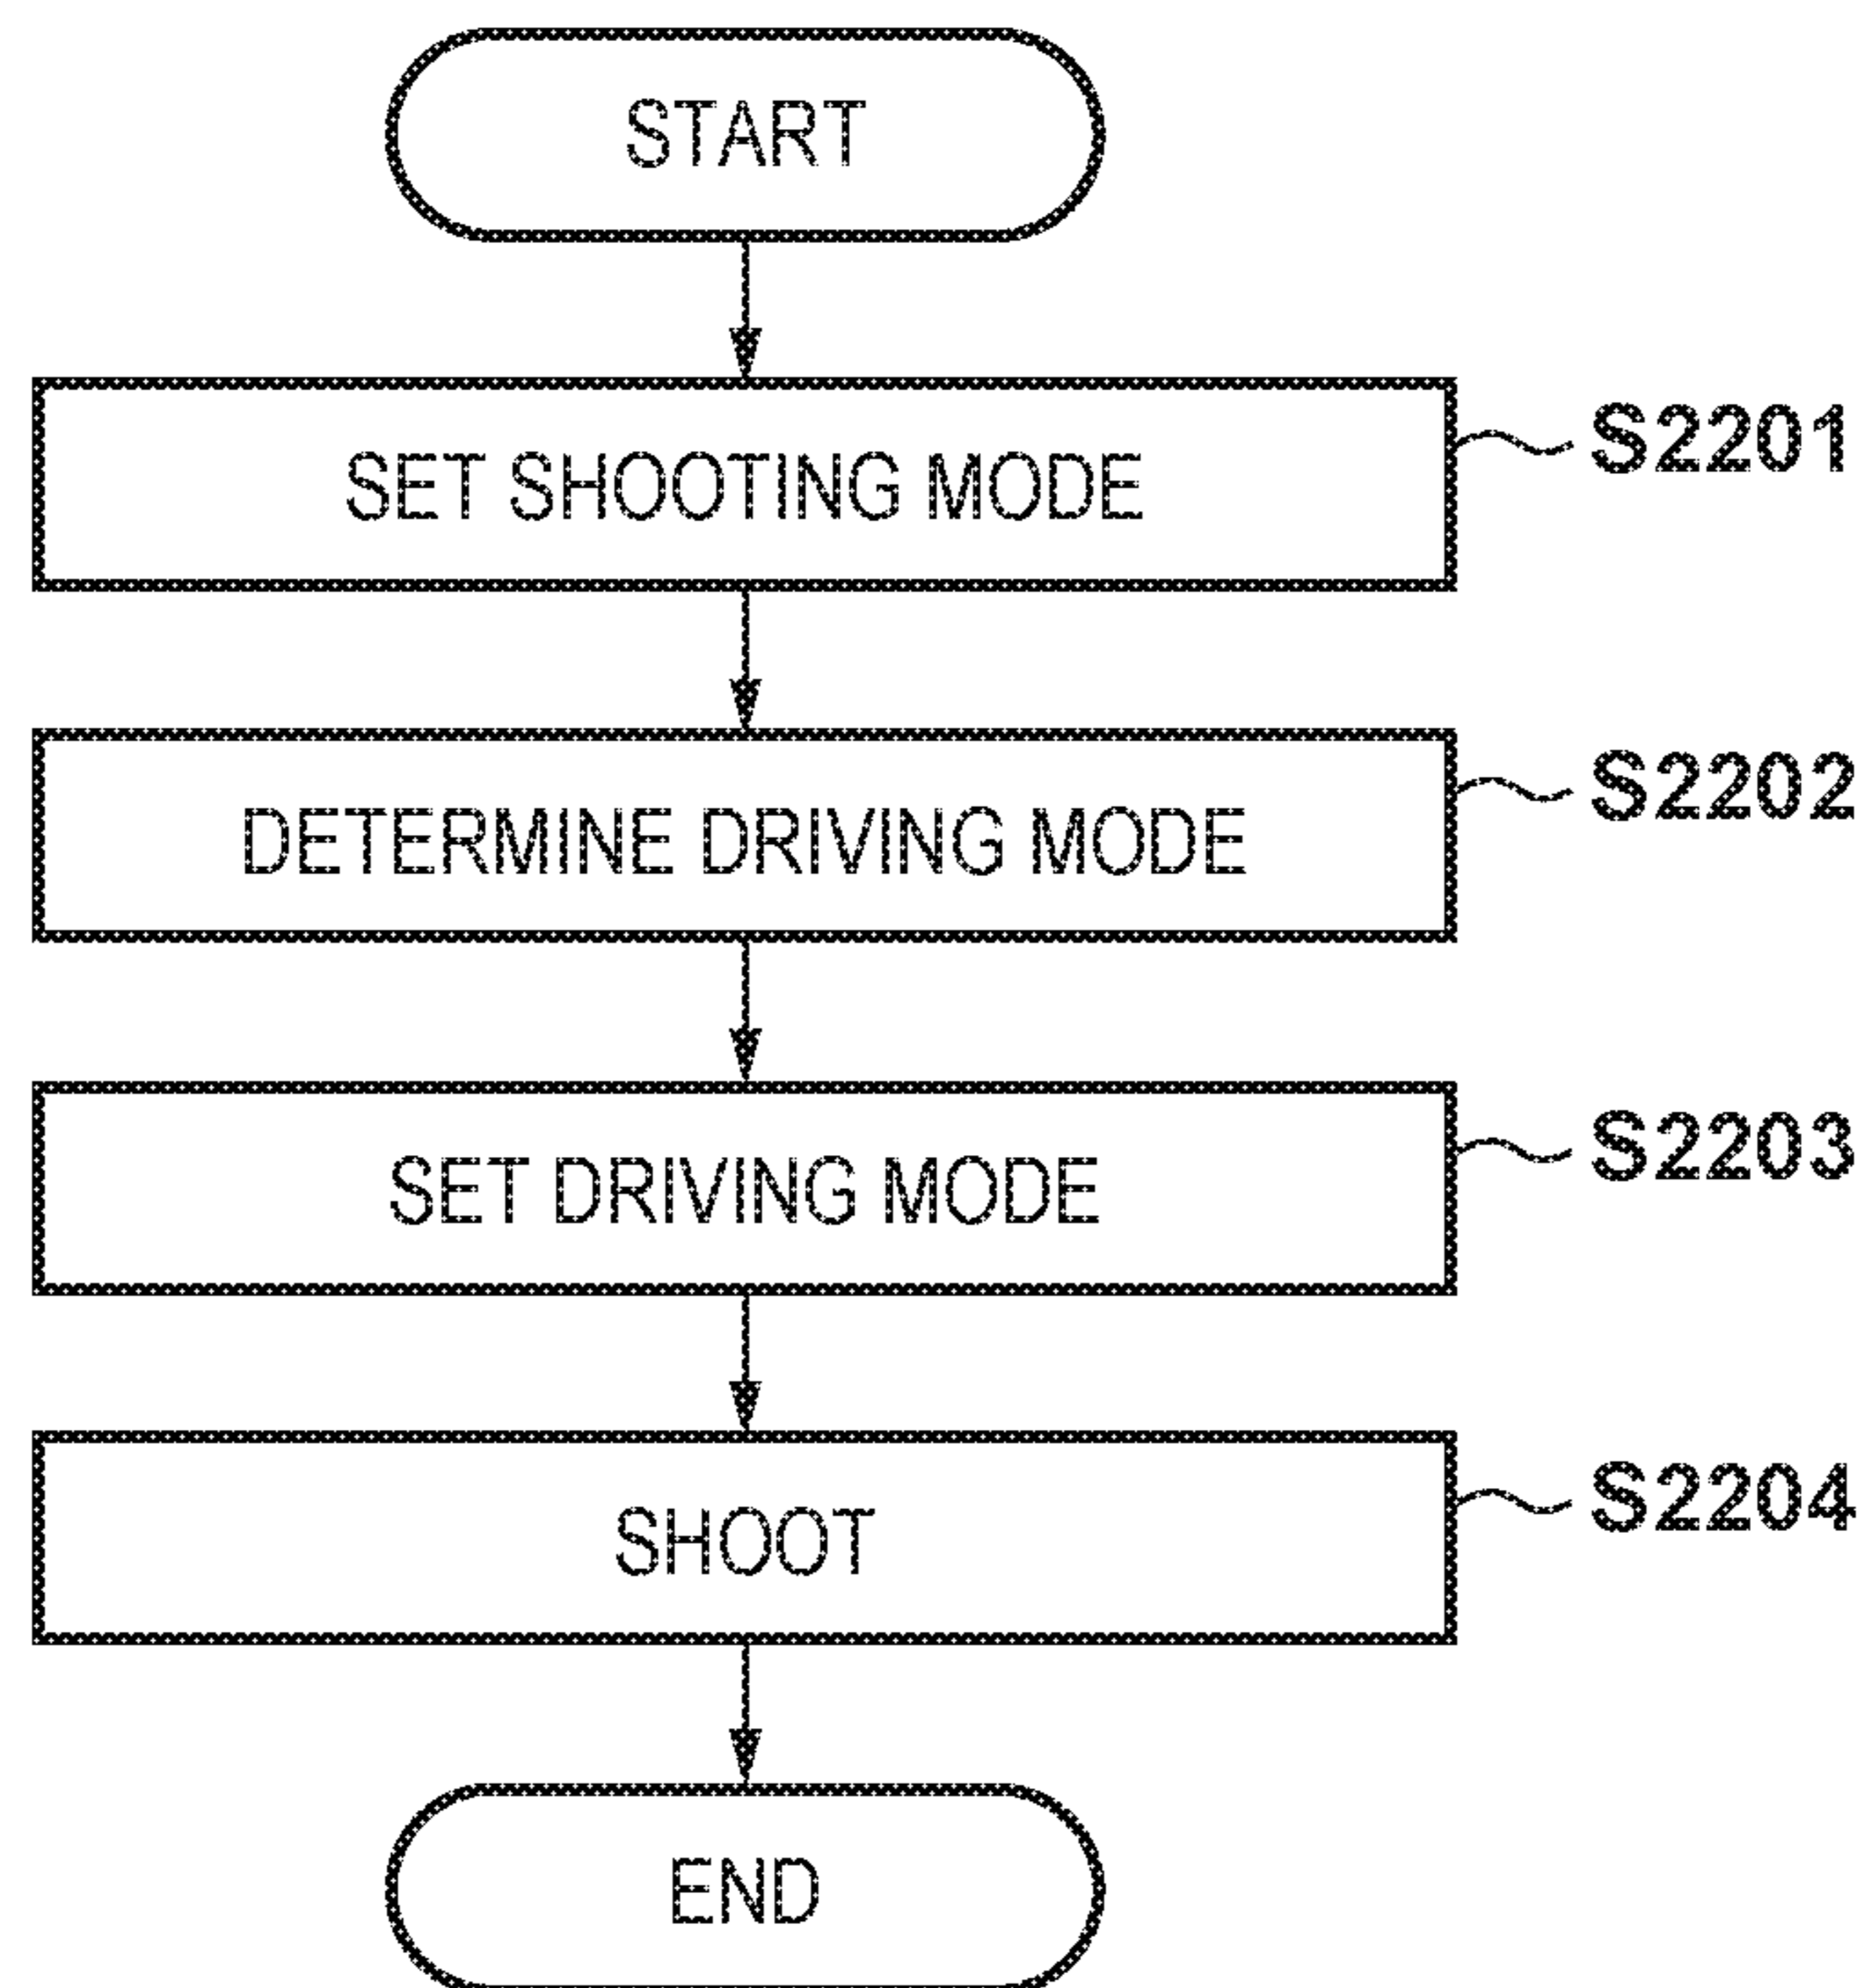 START
SET SHOOTING MODE
S2201
DETERMINE DRIVING MODE
S2202
SET DRIVING MODE
S2203
SHOOT
S2204
END